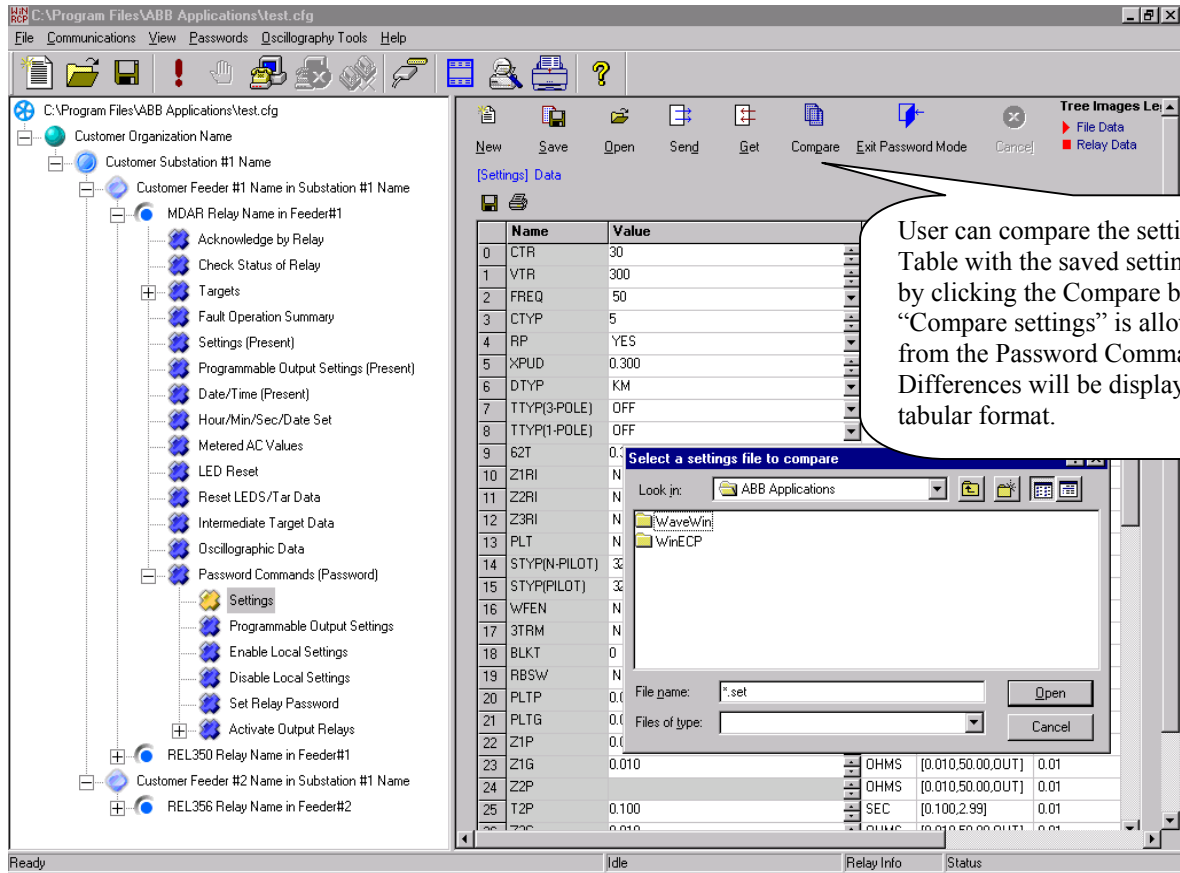 WiN RCP C:\Program Files\ABB Applications\test.cfg
File Communications View Passwords Oscillography Tools Help
C:\Program Files\ABB Applications\test.cfg
Customer Organization Name
Customer Substation #1 Name
Customer Feeder #1 Name in Substation #1 Name
MDAR Relay Name in Feeder#1
Acknowledge by Relay
Check Status of Relay
Targets
Fault Operation Summary
Settings (Present)
Programmable Output Settings (Present)
Date/Time (Present)
Hour/Min/Sec/Date Set
Metered AC Values
LED Reset
Reset LEDS/Tar Data
Intermediate Target Data
Oscillographic Data
Password Commands (Password)
Settings
Programmable Output Settings
Enable Local Settings
Disable Local Settings
Set Relay Password
Activate Output Relays
REL350 Relay Name in Feeder#1
Customer Feeder #2 Name in Substation #1 Name
REL356 Relay Name in Feeder#2
New Save Open Send Get Compare Exit Password Mode Cancel
Tree Images Le
File Data
Relay Data
[Settings] Data
Name Value
0 CTR 30
1 VTR 300
2 FREQ 50
3 CTYP 5
4 RP YES
5 XPUD 0.300
6 DTYP KM
7 TTYP(3-POLE) OFF
8 TTYP(1-POLE) OFF
9 62T 0.3
10 Z1RI N
11 Z2RI N
12 Z3RI N
13 PLT N
14 STYP(N-PILOT) 32
15 STYP(PILOT) 32
16 WFEN N
17 3TRM N
18 BLKT 0
19 RBSW N
20 PLTP 0.0
21 PLTG 0.0
22 Z1P 0.0
23 Z1G 0.010 OHMS [0.010,50.00,OUT] 0.01
24 Z2P OHMS [0.010,50.00,OUT] 0.01
25 T2P 0.100 SEC [0.100,2.99] 0.01
User can compare the setti
Table with the saved settin
by clicking the Compare b
“Compare settings” is allo
from the Password Comma
Differences will be display
tabular format.
Select a settings file to compare
Look in: ABB Applications
WaveWin
WinECP
File name: *.set Open
Files of type: Cancel
Ready Idle Relay Info Status